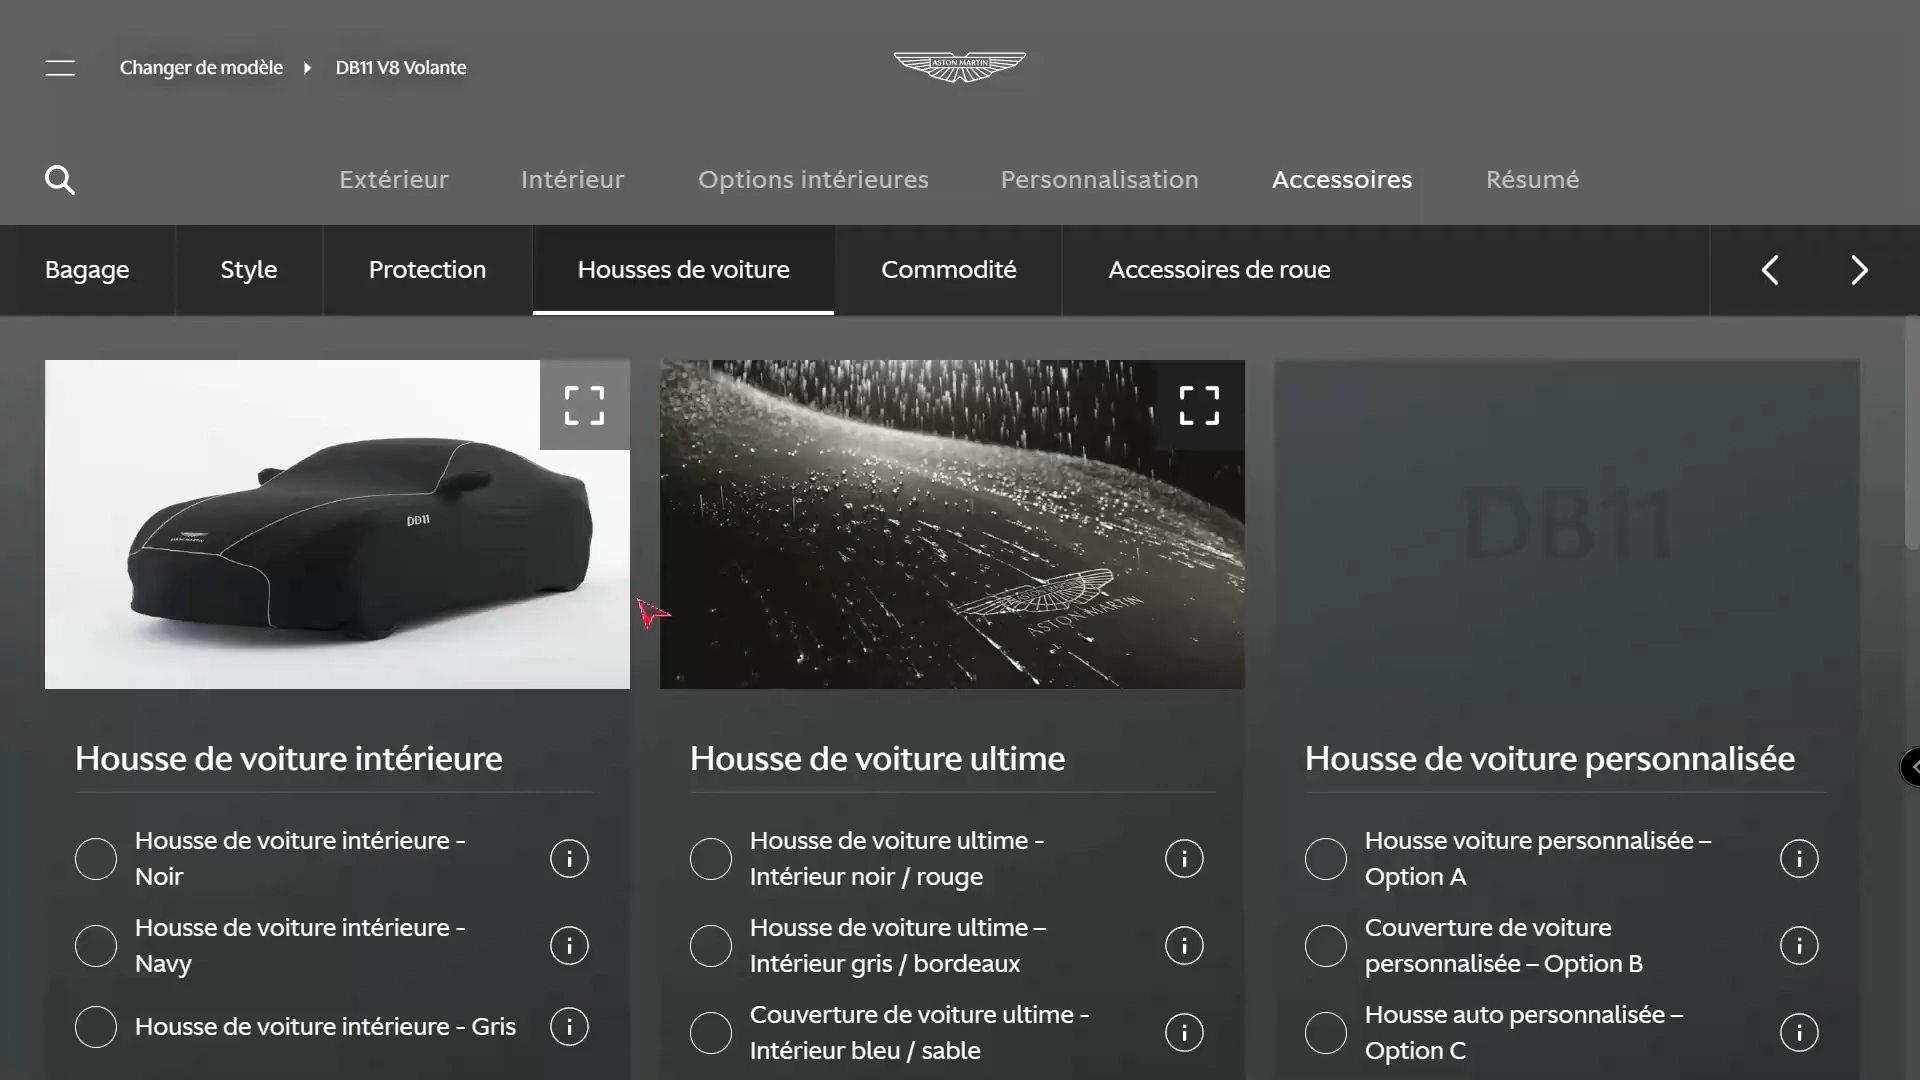 Changer de modèle
DB11 V8 Volante
ASTON MARTIN
Extérieur
Intérieur
Options intérieures
Personnalisation
Accessoires
Résumé
Bagage
Style
Protection
Housses de voiture
Commodité
Accessoires de roue
DB11
ASTON MARTIN
ASTON MARTIN
DB11
Housse de voiture intérieure
Housse de voiture intérieure -
Noir
Housse de voiture intérieure -
Navy
Housse de voiture intérieure - Gris
Housse de voiture ultime
Housse de voiture ultime -
Intérieur noir / rouge
Housse de voiture ultime –
Intérieur gris / bordeaux
Couverture de voiture ultime -
Intérieur bleu / sable
Housse de voiture personnalisée
Housse voiture personnalisée –
Option A
Couverture de voiture
personnalisée – Option B
Housse auto personnalisée –
Option C